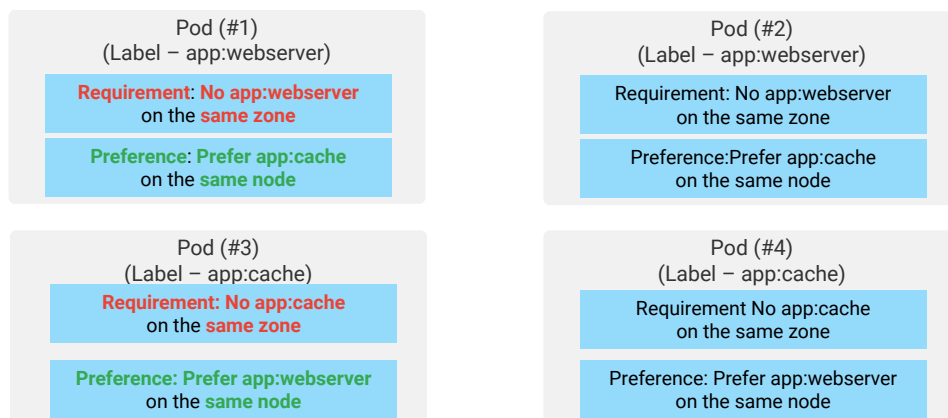 Pod (#1)
(Label – app:webserver)
Requirement: No app:webserver
on the same zone
Preference: Prefer app:cache
on the same node
Pod (#2)
(Label – app:webserver)
Requirement: No app:webserver
on the same zone
Preference:Prefer app:cache
on the same node
Pod (#3)
(Label – app:cache)
Requirement: No app:cache
on the same zone
Preference: Prefer app:webserver
on the same node
Pod (#4)
(Label – app:cache)
Requirement No app:cache
on the same zone
Preference: Prefer app:webserver
on the same node